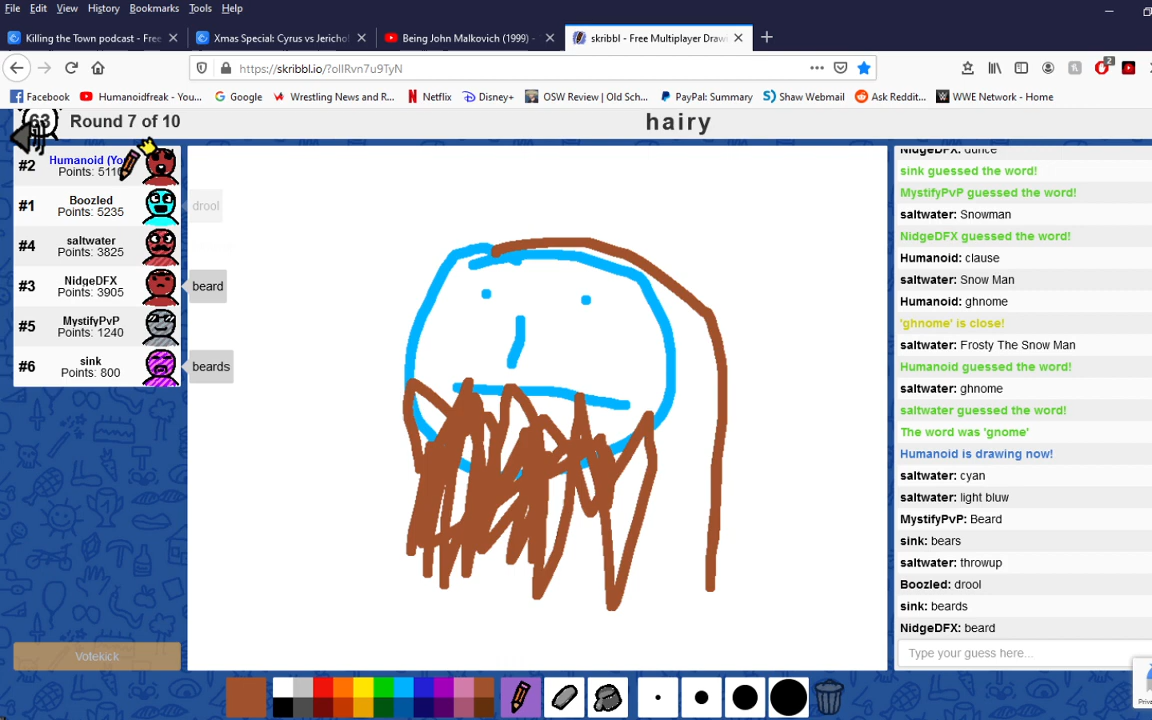 File Edit View History Bookmarks Tools Help
Killing the Town podcast - Free
Xmas Special: Cyrus vs Jericho
Being John Malkovich (1999) -
skribbl - Free Multiplayer Draw
https://skribbl.io/?olIRvn7u9TyN
2
Facebook Humanoidfreak - You... Google Wrestling News and R... Netflix Disney+ OSW Review | Old Sch... PayPal: Summary Shaw Webmail Ask Reddit... WWE Network - Home
63 Round 7 of 10 hairy
#2 Humanoid (You
Points: 5110
#1 Boozled
Points: 5235
drool
#4 saltwater
Points: 3825
#3 NidgeDFX
Points: 3905
beard
#5 MystifyPvP
Points: 1240
#6 sink
Points: 800
beards
Votekick
NidgeDFX: dunce
sink guessed the word!
MystifyPvP guessed the word!
saltwater: Snowman
NidgeDFX guessed the word!
Humanoid: clause
saltwater: Snow Man
Humanoid: ghnome
'ghnome' is close!
saltwater: Frosty The Snow Man
Humanoid guessed the word!
saltwater: ghnome
saltwater guessed the word!
The word was 'gnome'
Humanoid is drawing now!
saltwater: cyan
saltwater: light bluw
MystifyPvP: Beard
sink: bears
saltwater: throwup
Boozled: drool
sink: beards
NidgeDFX: beard
Type your guess here...